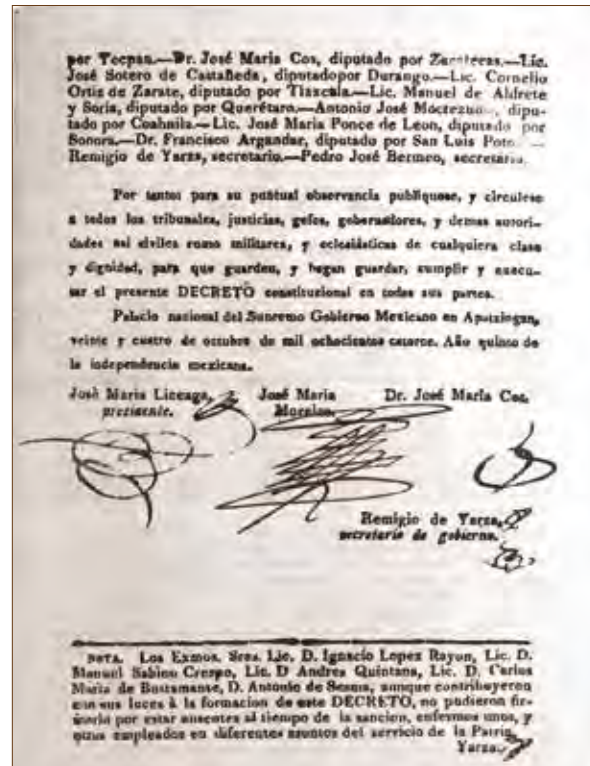 por Tecpan.—Dr. José Maria Cos, diputado por Zacatecas.—Lic.
José Sotero de Castañeda, diputado por Durango.—Lic. Cornelio
Ortiz de Zarate, diputado por Tlaxcala.—Lic. Manuel de Aldrete
y Soria, diputado por Querétaro.—Antonio José Moctezuma, dipu-
tado por Coahuila.—Lic. José Maria Ponce de Leon, diputado por
Sonora.—Dr. Francisco Argandar, diputado por San Luis Poto
Remigio de Yarza, secretario.—Pedro José Bermeo, secretario.
Por tanto: para su puntual observancia publíquese, y circulese
a todos los tribunales, justicias, gefes, gobernadores, y demas autori-
dades asi civiles como militares, y eclesiásticas de cualquiera clase
y dignidad, para que guarden, y hagan guardar, cumplir y execu-
tar el presente DECRETO constitucional en todas sus partes.
Palacio nacional del Supremo Gobierno Mexicano en Apatzingan,
veinte y cuatro de octubre de mil ochocientos catorce. Año quinto de
la independencia mexicana.
José Maria Liceaga, José Maria Dr. José María Cos.
presidente. Morelos.
Remigio de Yarza,
secretario de gobierno.
NOTA. Los Exmos. Sres. Lic. D. Ignacio Lopez Rayon, Lic. D.
Manuel Sabino Crespo, Lic. D Andres Quintana, Lic. D. Carlos
Maria de Bustamante, D. Antonio de Sesma, aunque contribuyeron
con sus luces à la formacion de este DECRETO, no pudieron fir-
marlo por estar ausentes al tiempo de la sancion, enfermos unos, y
otros empleados en diferentes asuntos del servicio de la Patria.
Yarza.